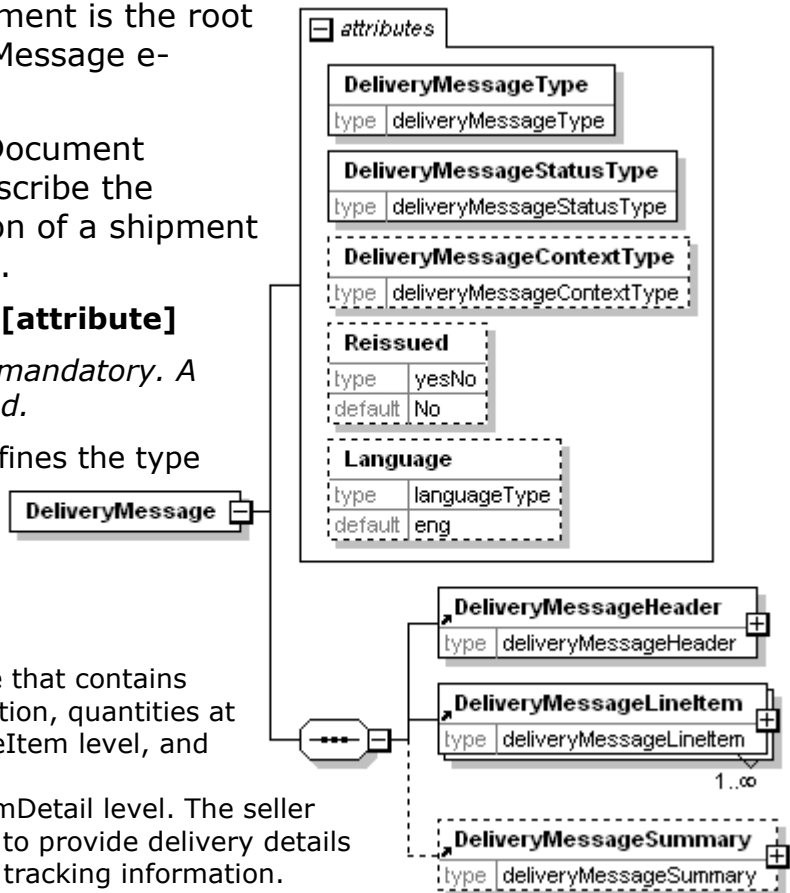 ment is the root
Message e-
Document
scribe the
on of a shipment
.
[attribute]
mandatory. A
d.
fines the type
e that contains
tion, quantities at
eItem level, and
mDetail level. The seller
to provide delivery details
tracking information.
DeliveryMessage
attributes
DeliveryMessageType
type deliveryMessageType
DeliveryMessageStatusType
type deliveryMessageStatusType
DeliveryMessageContextType
type deliveryMessageContextType
Reissued
type yesNo
default No
Language
type languageType
default eng
DeliveryMessageHeader
type deliveryMessageHeader
DeliveryMessageLineItem
type deliveryMessageLineItem
1..∞
DeliveryMessageSummary
type deliveryMessageSummary